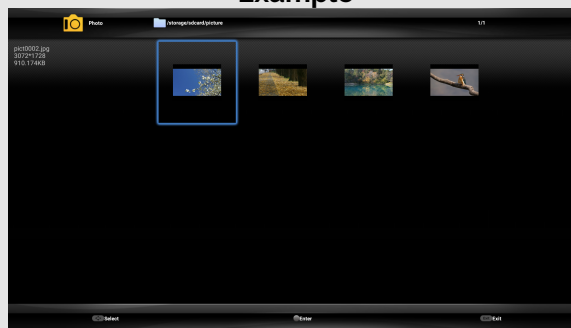 Example
Photo /storage/sdcard/picture 1/1
pict0002.jpg
3072*1728
910.174KB
Select Enter Exit